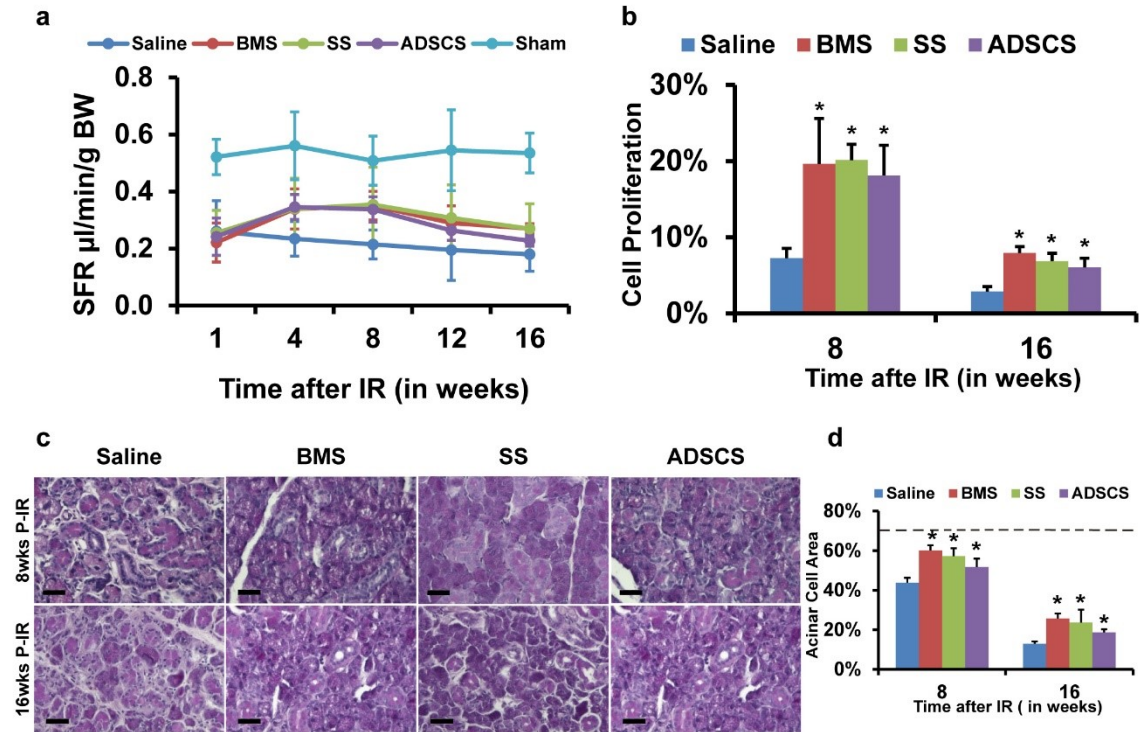 a
Saline BMS SS ADSCS Sham
SFR µl/min/g BW
0.8
0.6
0.4
0.2
0.0
1 4 8 12 16
Time after IR (in weeks)
b
Saline BMS SS ADSCS
Cell Proliferation
30%
20%
10%
0%
* * *
* * *
8 16
Time afte IR (in weeks)
c
Saline BMS SS ADSCS
8wks P-IR
16wks P-IR
d
Saline BMS SS ADSCS
Acinar Cell Area
80%
60%
40%
20%
0%
* * *
* * *
8 16
Time after IR ( in weeks)